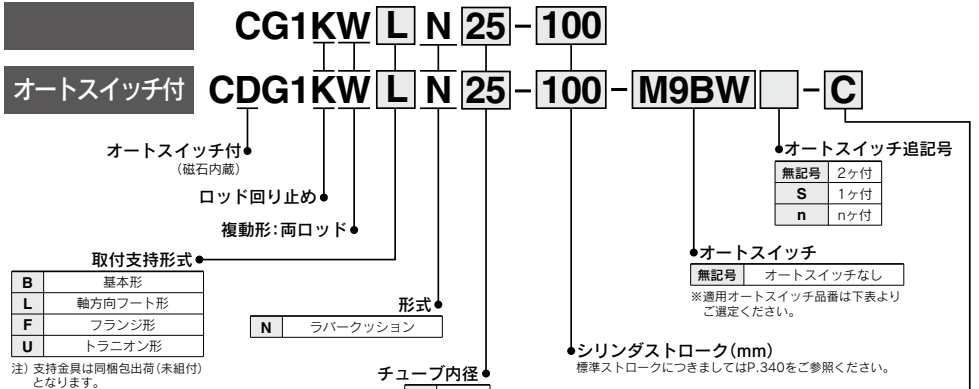 CG1KW L N 25 - 100
オートスイッチ付 CDG1KW L N 25 - 100 - M9BW - C
オートスイッチ付
(磁石内蔵)
ロッド回り止め
複動形：両ロッド
取付支持形式
B 基本形
L 軸方向フート形
F フランジ形
U トラニオン形
注) 支持金具は同梱包出荷(未組付)
となります。
形式
N ラバークッション
チューブ内径
オートスイッチ追記号
無記号 2ヶ付
S 1ヶ付
n nヶ付
オートスイッチ
無記号 オートスイッチなし
※適用オートスイッチ品番は下表より
ご選定ください。
シリンダストローク(mm)
標準ストロークにつきましてはP.340をご参照ください。